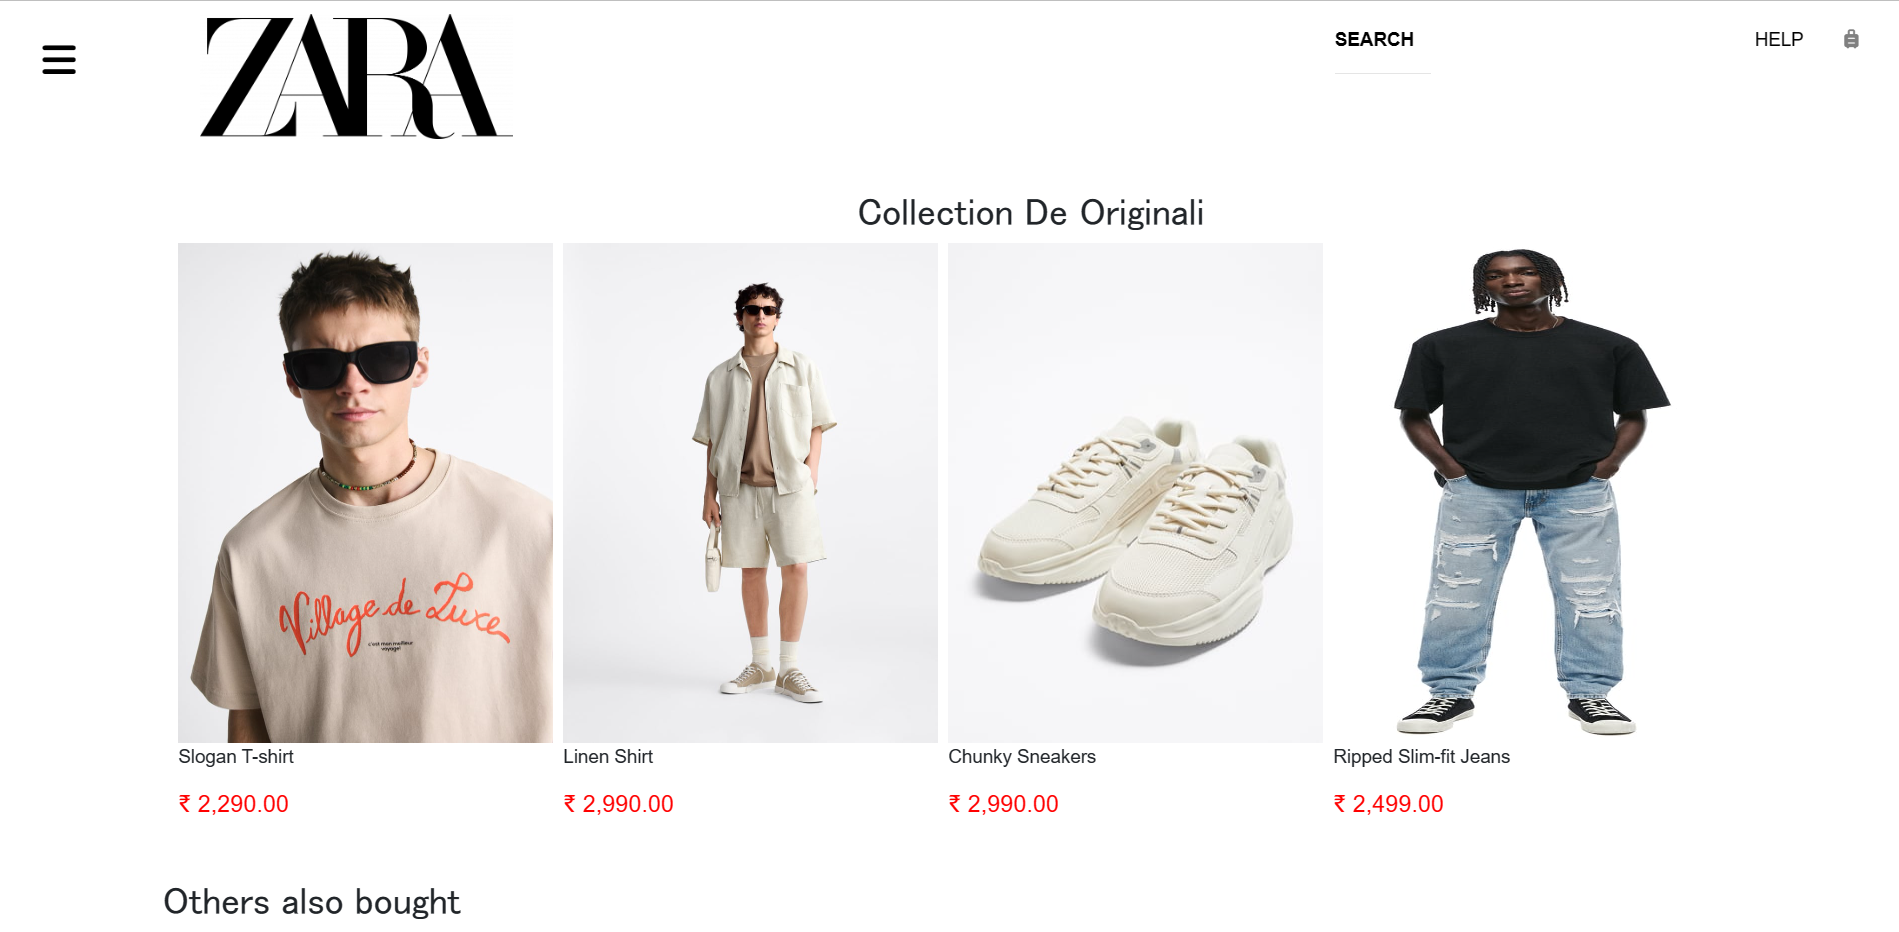 ZARA
SEARCH
HELP
Collection De Originali
Village de Luxe
c'est mon meilleur
voyage!
Slogan T-shirt
Linen Shirt
Chunky Sneakers
Ripped Slim-fit Jeans
₹ 2,290.00
₹ 2,990.00
₹ 2,990.00
₹ 2,499.00
Others also bought